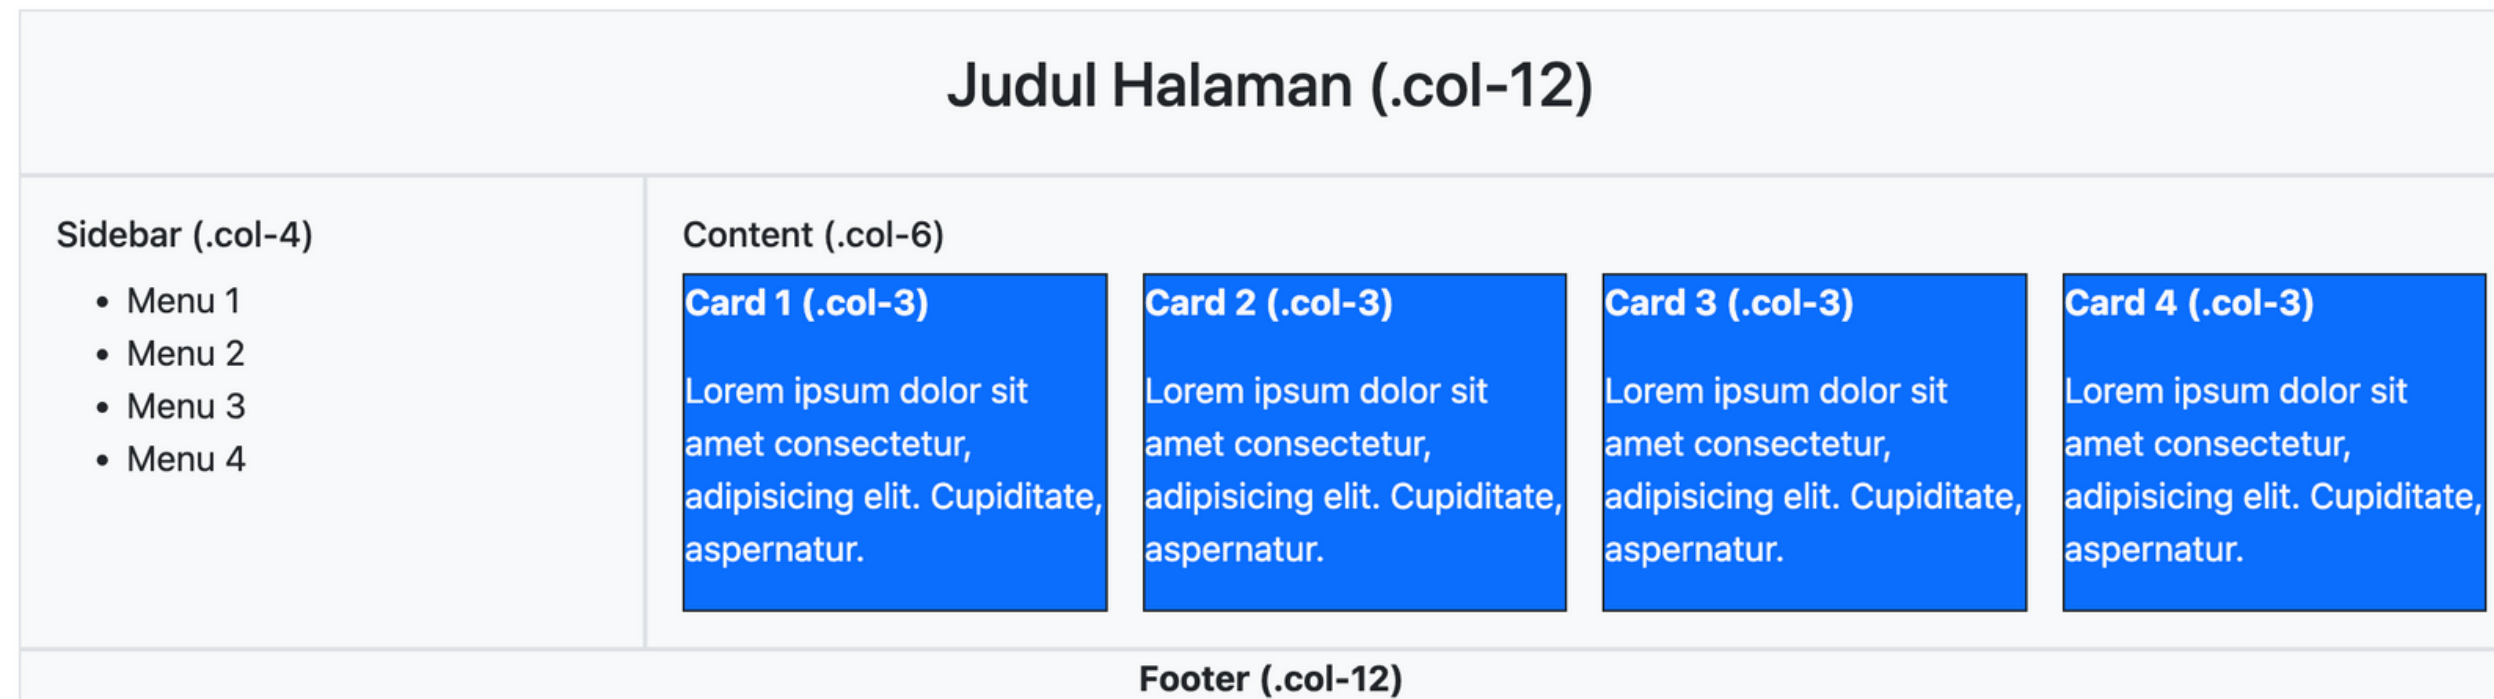 Judul Halaman (.col-12)
Sidebar (.col-4)
Menu 1
Menu 2
Menu 3
Menu 4
Content (.col-6)
Card 1 (.col-3)
Lorem ipsum dolor sit
amet consectetur,
adipisicing elit. Cupiditate,
aspernatur.
Card 2 (.col-3)
Lorem ipsum dolor sit
amet consectetur,
adipisicing elit. Cupiditate,
aspernatur.
Card 3 (.col-3)
Lorem ipsum dolor sit
amet consectetur,
adipisicing elit. Cupiditate,
aspernatur.
Card 4 (.col-3)
Lorem ipsum dolor sit
amet consectetur,
adipisicing elit. Cupiditate,
aspernatur.
Footer (.col-12)